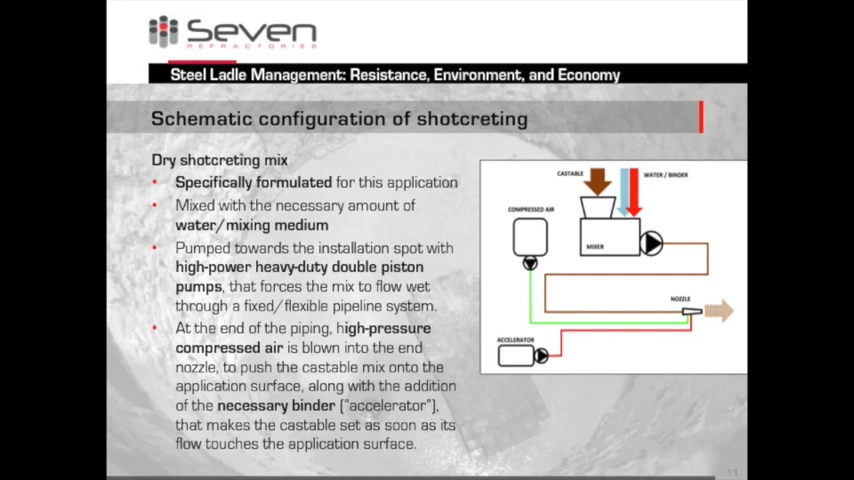 Seven
REFRACTORIES
Steel Ladle Management: Resistance, Environment, and Economy
Schematic configuration of shotcreting
Dry shotcreting mix
• Specifically formulated for this application
• Mixed with the necessary amount of
water/mixing medium
• Pumped towards the installation spot with
high-power heavy-duty double piston
pumps, that forces the mix to flow wet
through a fixed/flexible pipeline system.
• At the end of the piping, high-pressure
compressed air is blown into the end
nozzle, to push the castable mix onto the
application surface, along with the addition
of the necessary binder ("accelerator"),
that makes the castable set as soon as its
flow touches the application surface.
CASTABLE
WATER / BINDER
COMPRESSED AIR
MIXER
NOZZLE
ACCELERATOR
11